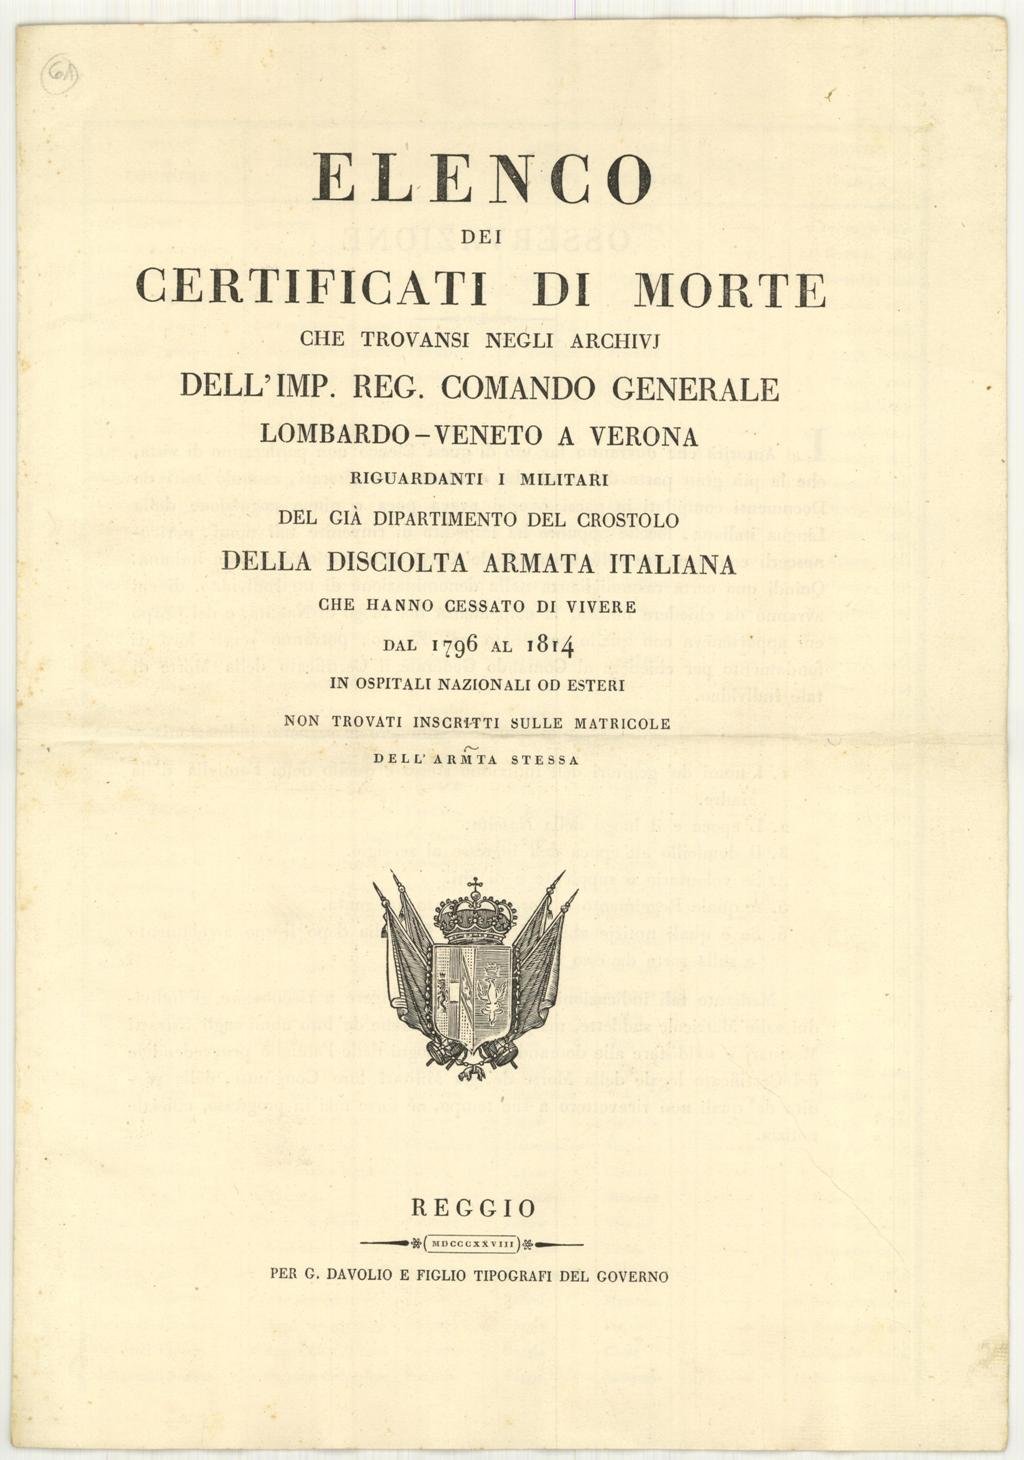 ELENCO
DEI
CERTIFICATI DI MORTE
CHE TROVANSI NEGLI ARCHIVJ
DELL' IMP. REG. COMANDO GENERALE
LOMBARDO-VENETO A VERONA
RIGUARDANTI I MILITARI
DEL GIÀ DIPARTIMENTO DEL CROSTOLO
DELLA DISCIOLTA ARMATA ITALIANA
CHE HANNO CESSATO DI VIVERE
DAL 1796 AL 1814
IN OSPITALI NAZIONALI OD ESTERI
NON TROVATI INSCRITTI SULLE MATRICOLE
DELL' ARM̃TA STESSA
REGGIO
MDCCCXXVIII
PER G. DAVOLIO E FIGLIO TIPOGRAFI DEL GOVERNO